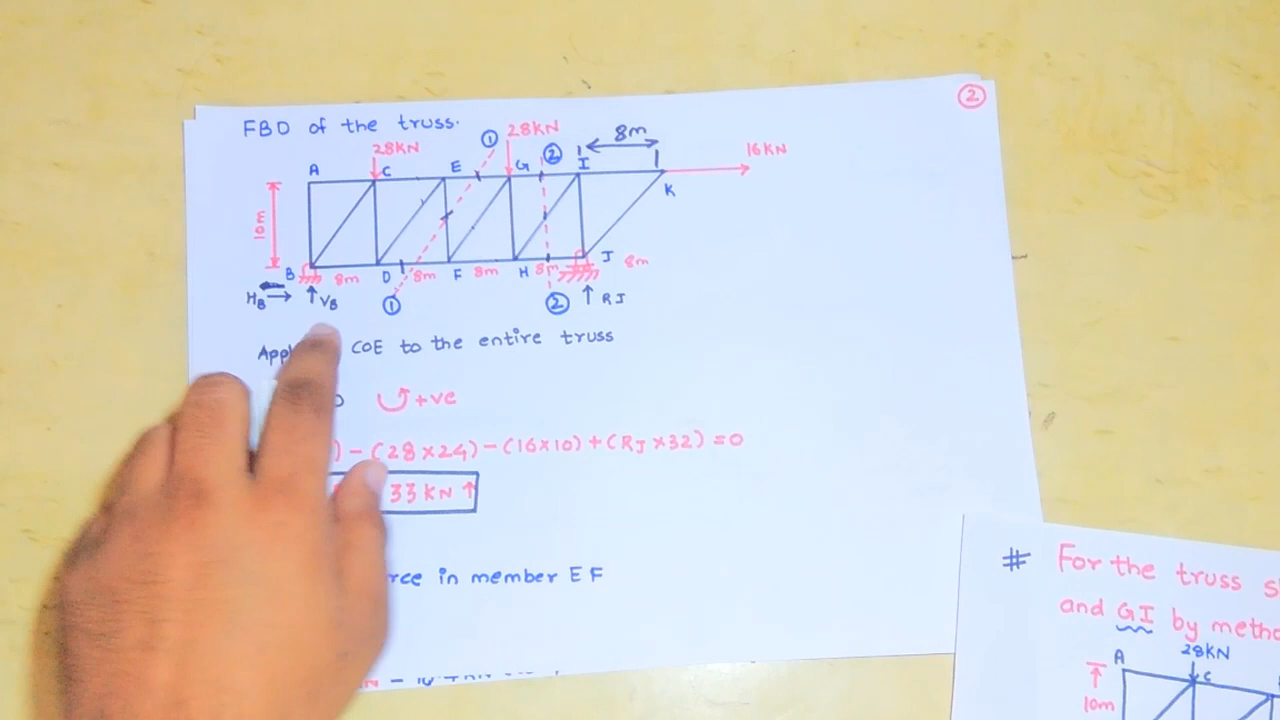 ②
FBD of the truss.
① 28KN 8m
28KN ② I 16KN
A C E G
K
10m
B 8m D 8m F 8m H 8m J 8m
HB VB ① ② RJ
COE to the entire truss
+ve
) - (28×24) - (16×10) + (RJ×32) = 0
33 KN ↑
in member EF
# For the truss
and GI by
28KN
A C
10m